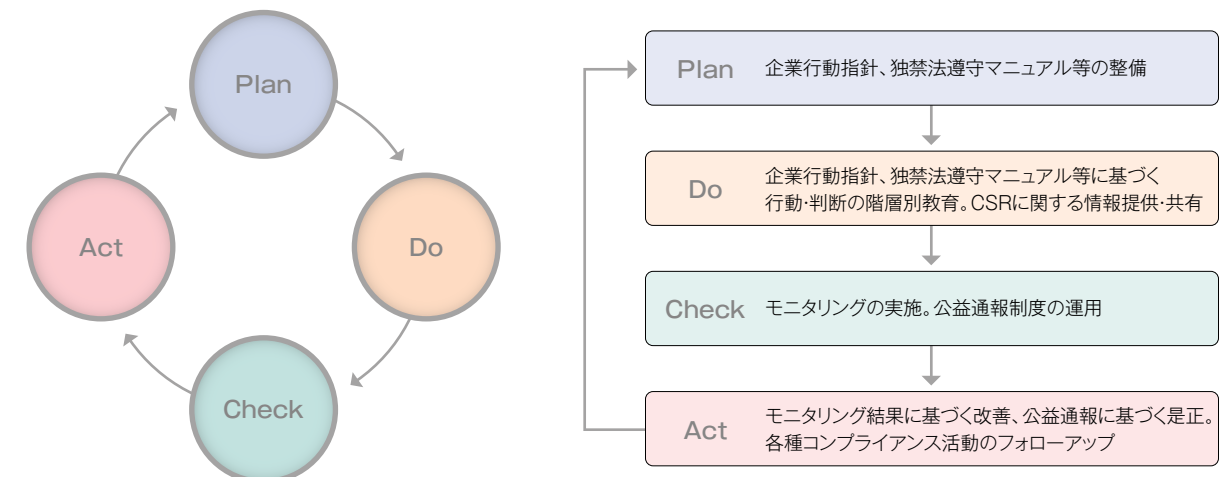 Plan
Do
Check
Act
Plan 企業行動指針、独禁法遵守マニュアル等の整備
Do 企業行動指針、独禁法遵守マニュアル等に基づく
行動・判断の階層別教育。CSRに関する情報提供・共有
Check モニタリングの実施。公益通報制度の運用
Act モニタリング結果に基づく改善、公益通報に基づく是正。
各種コンプライアンス活動のフォローアップ